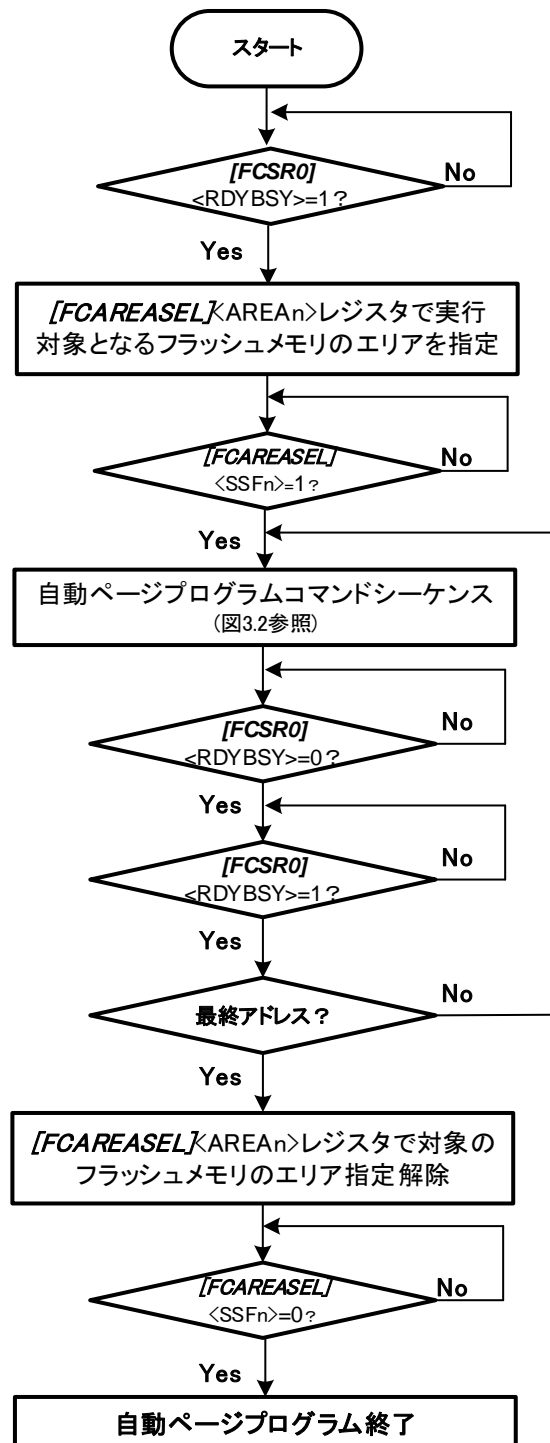 スタート
[FCSR0]
<RDYBSY>=1?
No
Yes
[FCAREASEL]<AREAn>レジスタで実行
対象となるフラッシュメモリのエリアを指定
[FCAREASEL]
<SSFn>=1?
No
Yes
自動ページプログラムコマンドシーケンス
(図3.2参照)
[FCSR0]
<RDYBSY>=0?
No
Yes
[FCSR0]
<RDYBSY>=1?
No
Yes
最終アドレス?
No
Yes
[FCAREASEL]<AREAn>レジスタで対象の
フラッシュメモリのエリア指定解除
[FCAREASEL]
<SSFn>=0?
No
Yes
自動ページプログラム終了